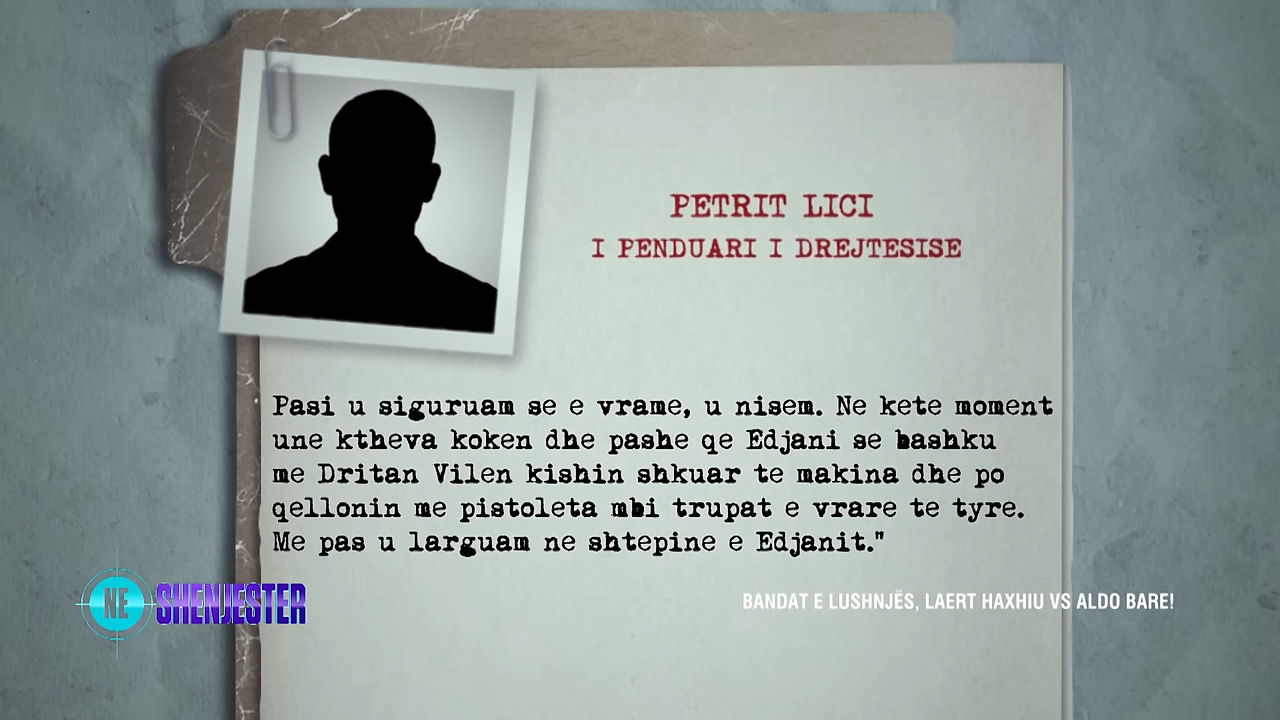 PETRIT LICI
I PENDUARI I DREJTESISE
Pasi u siguruam se e vrame, u nisem. Ne kete moment
une ktheva koken dhe pashe qe Edjani se bashku
me Dritan Vilen kishin shkuar te makina dhe po
qellonin me pistoleta mbi trupat e vrare te tyre.
Me pas u larguam ne shtepine e Edjanit."
NE SHENJESTER
BANDAT E LUSHNJËS, LAERT HAXHIU VS ALDO BARE!